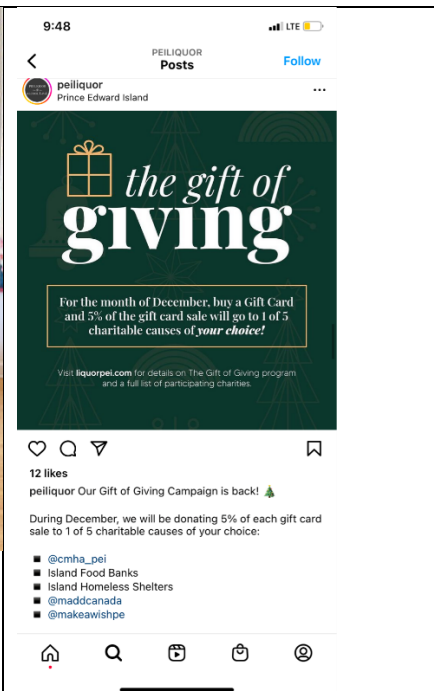 9:48
LTE
PEILIQUOR
Posts
Follow
peiliquor
Prince Edward Island
the gift of
giving
For the month of December, buy a Gift Card
and 5% of the gift card sale will go to 1 of 5
charitable causes of your choice!
Visit liquorpei.com for details on The Gift of Giving program
and a full list of participating charities.
12 likes
peiliquor Our Gift of Giving Campaign is back! 🎄
During December, we will be donating 5% of each gift card
sale to 1 of 5 charitable causes of your choice:
▪ @cmha_pei
▪ Island Food Banks
▪ Island Homeless Shelters
▪ @maddcanada
▪ @makeawishpe